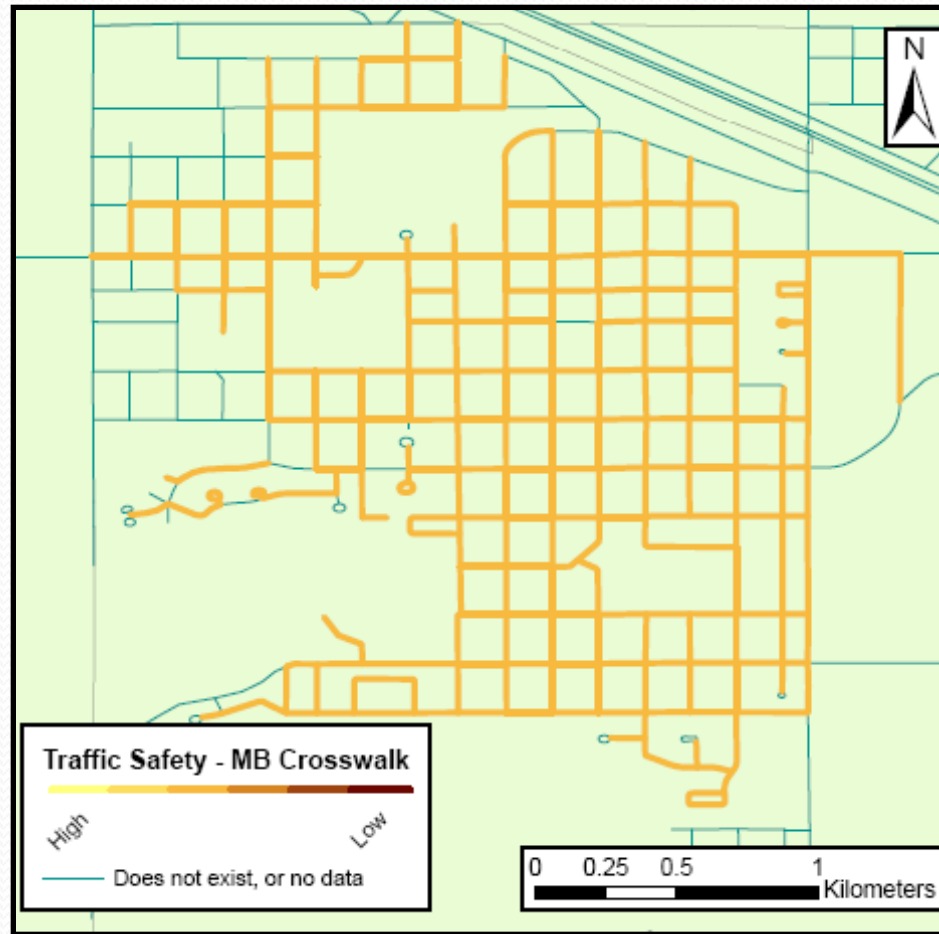 N
Traffic Safety - MB Crosswalk
High Low
Does not exist, or no data
0 0.25 0.5 1
Kilometers